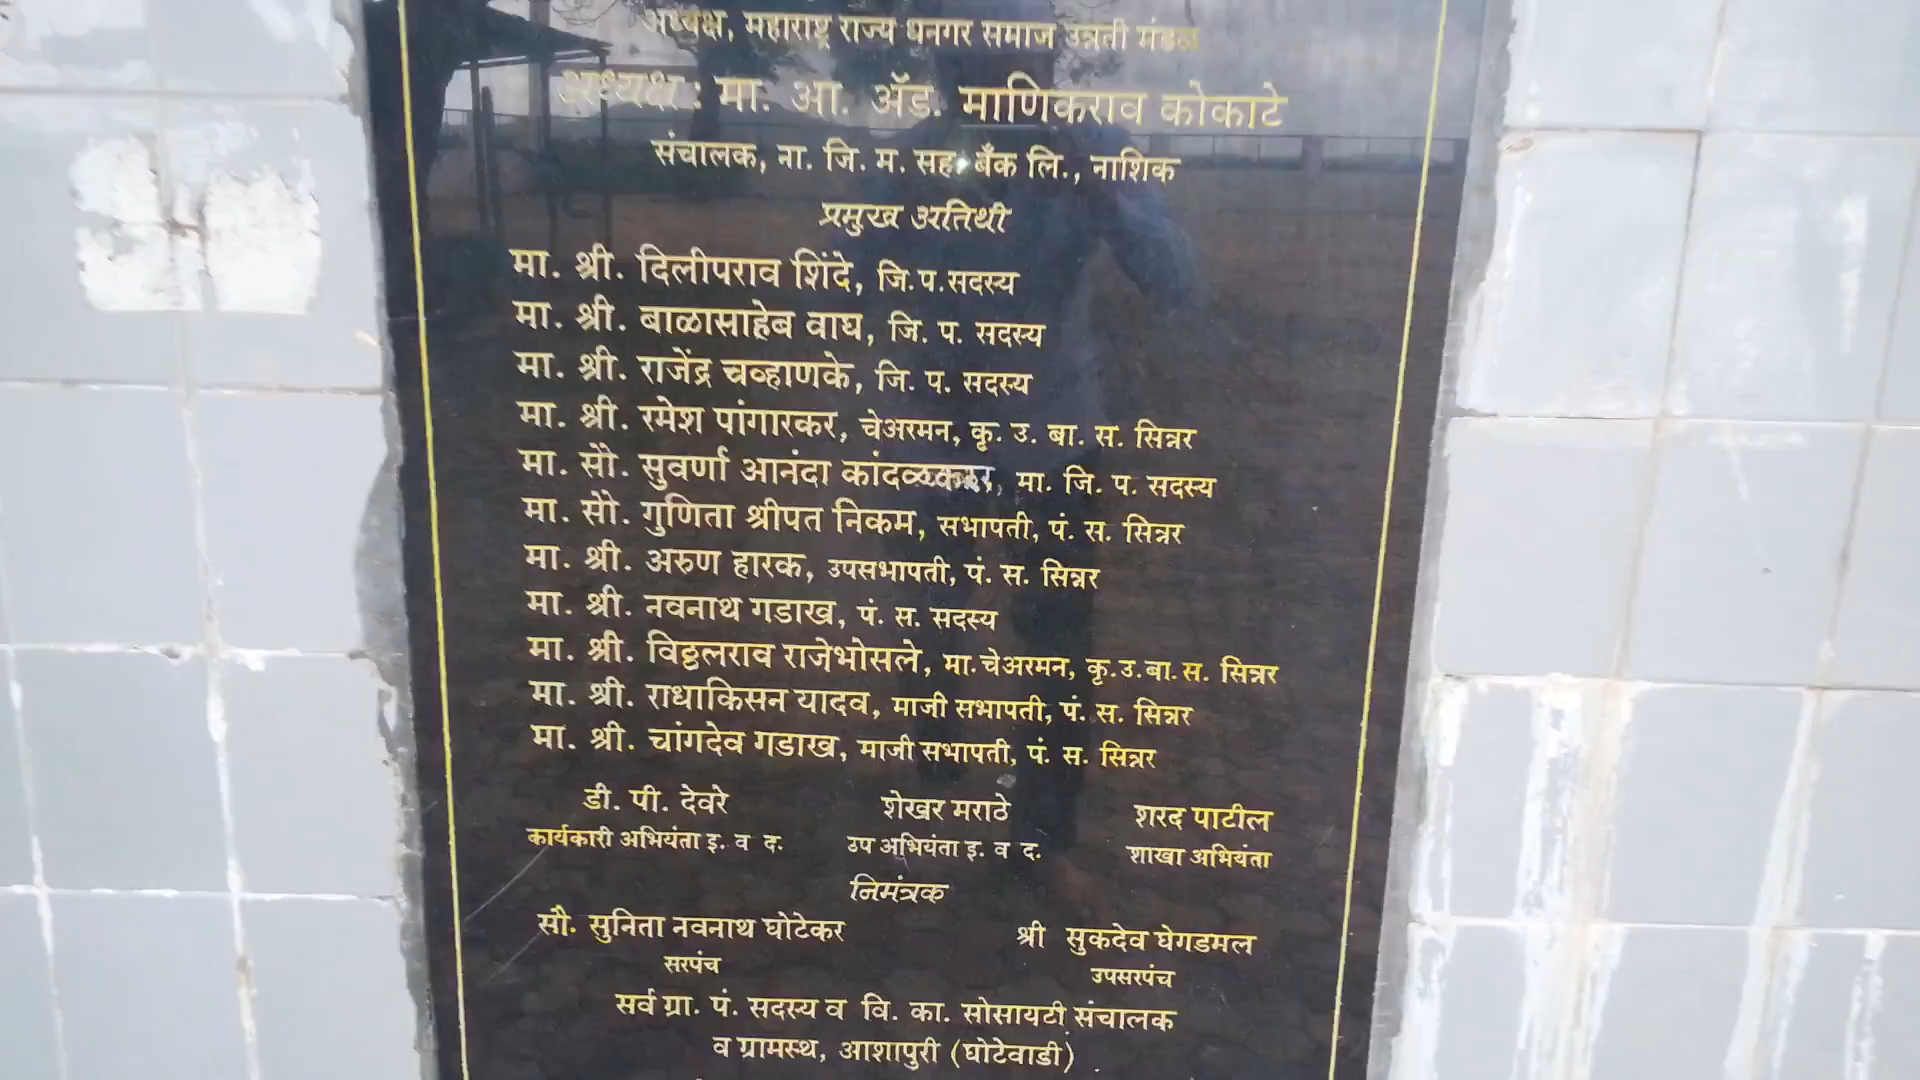 अध्यक्ष, महाराष्ट्र राज्य धनगर समाज उन्नती मंडळ
अध्यक्ष : मा. आ. ॲड. माणिकराव कोकाटे
संचालक, ना. जि. म. सह. बँक लि., नाशिक
प्रमुख अतिथी
मा. श्री. दिलीपराव शिंदे, जि.प.सदस्य
मा. श्री. बाळासाहेब वाघ, जि. प. सदस्य
मा. श्री. राजेंद्र चव्हाणके, जि. प. सदस्य
मा. श्री. रमेश पांगारकर, चेअरमन, कृ. उ. बा. स. सिन्नर
मा. सौ. सुवर्णा आनंदा मा. जि. प. सदस्य
मा. सौ. गुणिता श्रीपत निकम, सभापती, पं. स. सिन्नर
मा. श्री. अरुण हारक, उपसभापती, पं. स. सिन्नर
मा. श्री. नवनाथ गडाख, पं. स. सदस्य
मा. श्री. विठ्ठलराव राजेभोसले, मा.चेअरमन, कृ.उ.बा.स. सिन्नर
मा. श्री. राधाकिसन यादव, माजी सभापती, पं. स. सिन्नर
मा. श्री. चांगदेव गडाख, माजी सभापती, पं. स. सिन्नर
डी. पी. देवरे शेखर मराठे शरद पाटील
कार्यकारी अभियंता इ. व द. उप अभियंता इ. व द. शाखा अभियंता
निमंत्रक
सौ. सुनिता नवनाथ घोटेकर श्री सुकदेव घेगडमल
सरपंच उपसरपंच
सर्व ग्रा. पं. सदस्य व वि. का. सोसायटी संचालक
व ग्रामस्थ, आशापुरी (घोटेवाडी)